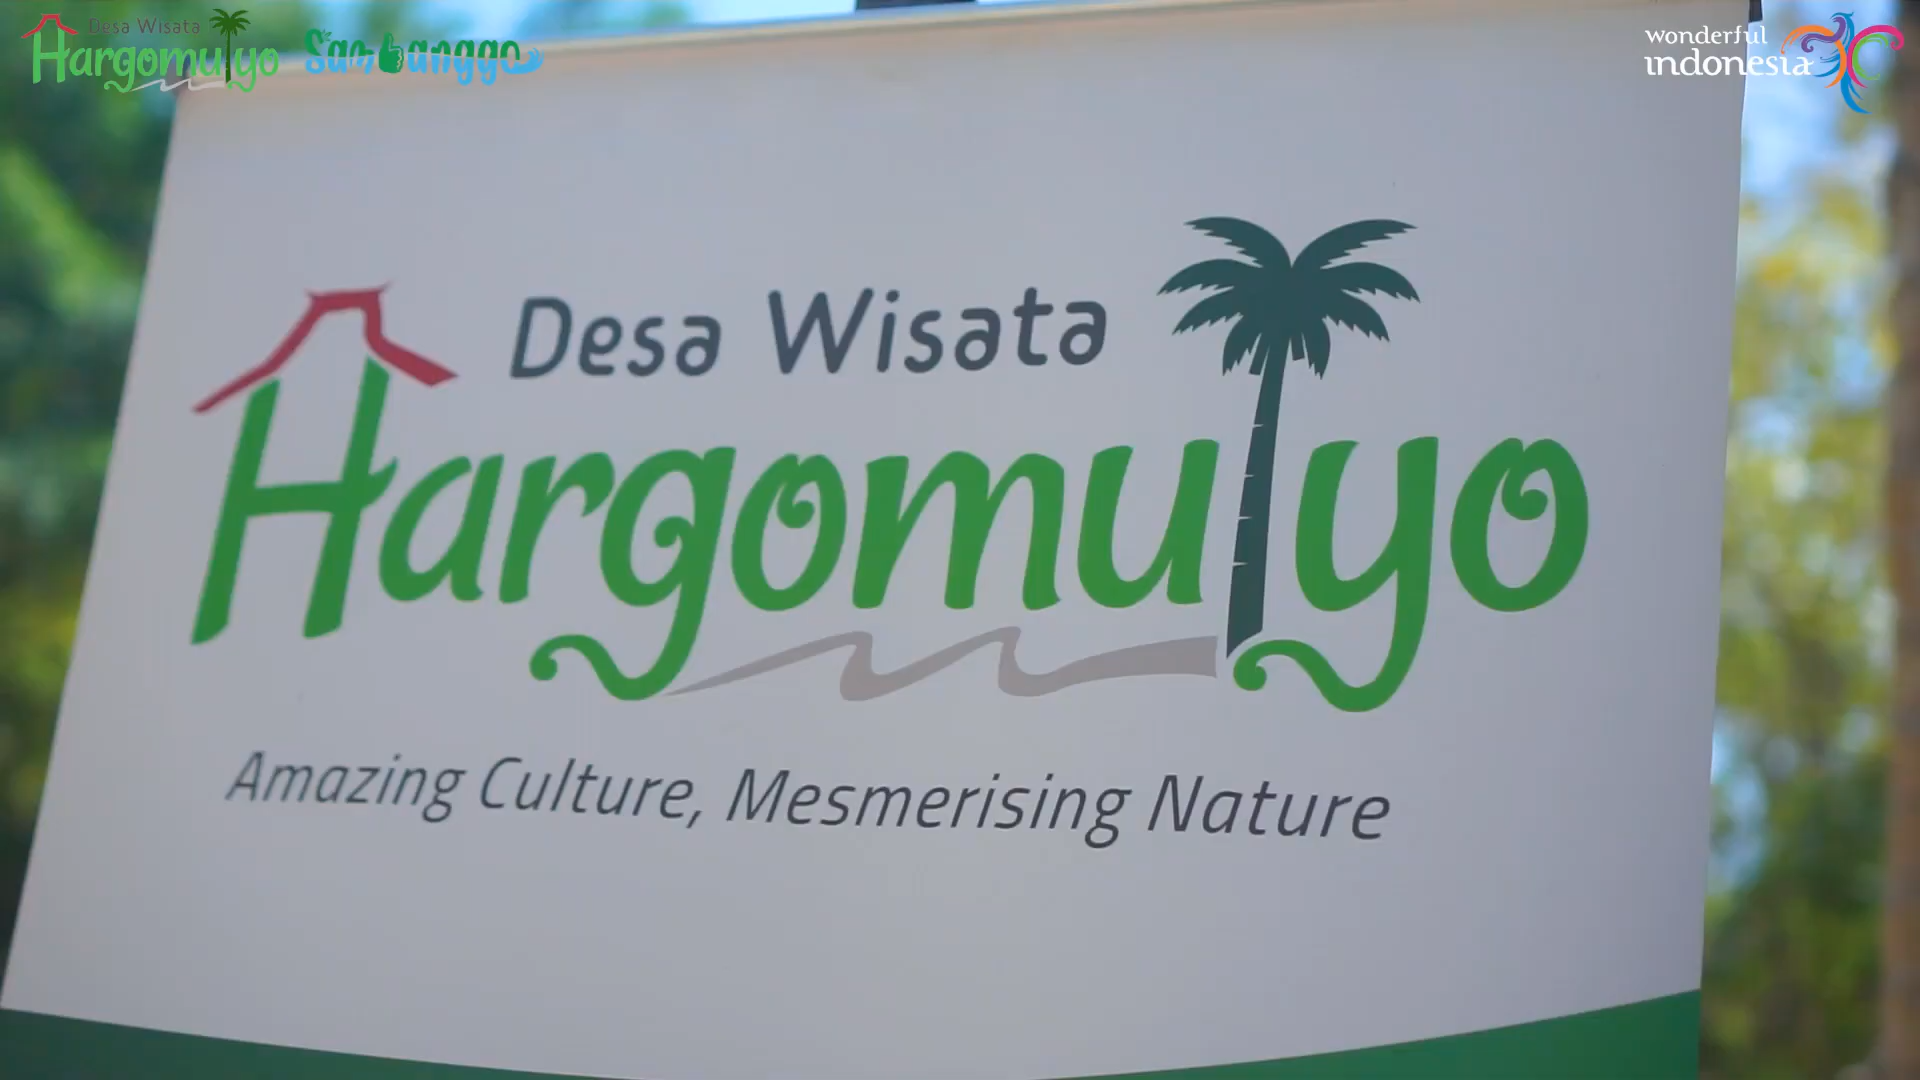 Desa Wisata
Hargomulyo
Sambanggo
wonderful
indonesia
Desa Wisata
Hargomulyo
Amazing Culture, Mesmerising Nature